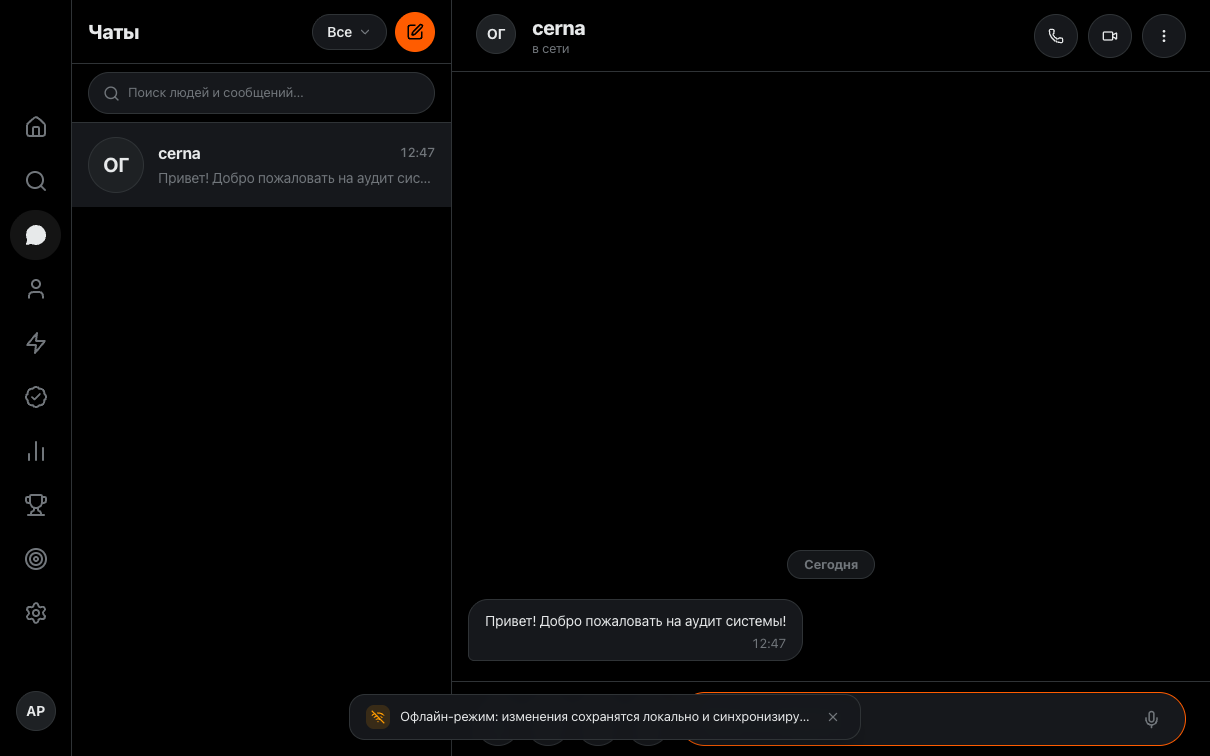 Чаты
Все
Поиск людей и сообщений...
ОГ
cerna
12:47
Привет! Добро пожаловать на аудит сис...
ОГ
cerna
в сети
Сегодня
Привет! Добро пожаловать на аудит системы!
12:47
Офлайн-режим: изменения сохранятся локально и синхронизиру...
АР